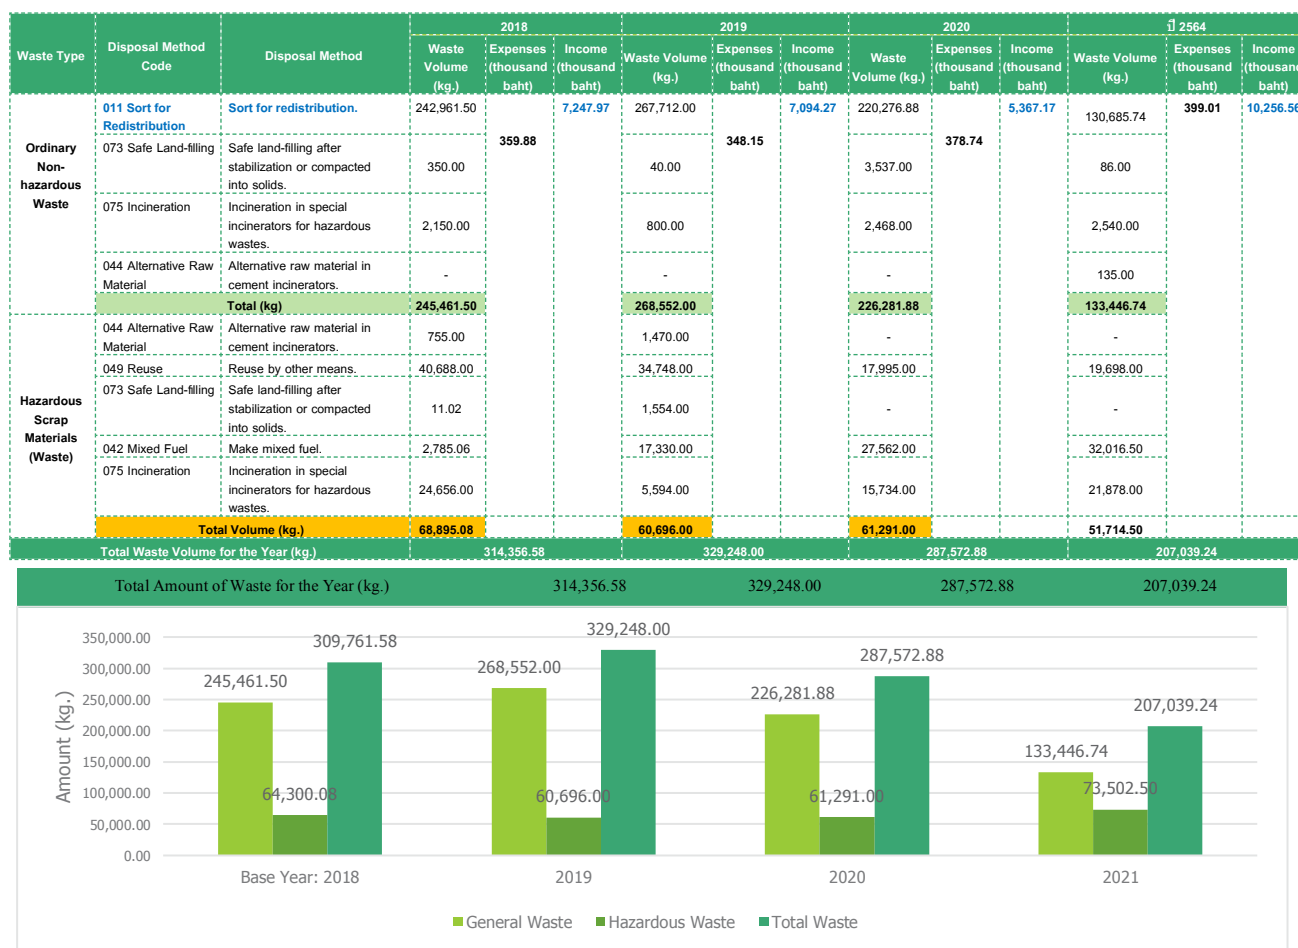 2018 2019 2020 ปี 2564
Waste Type Disposal Method Code Disposal Method Waste Volume (kg.) Expenses (thousand baht) Income (thousand baht) Waste Volume (kg.) Expenses (thousand baht) Income (thousand baht) Waste Volume (kg.) Expenses (thousand baht) Income (thousand baht) Waste Volume (kg.) Expenses (thousand baht) Income (thousand baht)
Ordinary Non-hazardous Waste
011 Sort for Redistribution Sort for redistribution. 242,961.50 359.88 7,247.97 267,712.00 348.15 7,094.27 220,276.88 378.74 5,367.17 130,685.74 399.01 10,256.56
073 Safe Land-filling Safe land-filling after stabilization or compacted into solids. 350.00 40.00 3,537.00 86.00
075 Incineration Incineration in special incinerators for hazardous wastes. 2,150.00 800.00 2,468.00 2,540.00
044 Alternative Raw Material Alternative raw material in cement incinerators. - - - 135.00
Total (kg) 245,461.50 268,552.00 226,281.88 133,446.74
Hazardous Scrap Materials (Waste)
044 Alternative Raw Material Alternative raw material in cement incinerators. 755.00 1,470.00 - -
049 Reuse Reuse by other means. 40,688.00 34,748.00 17,995.00 19,698.00
073 Safe Land-filling Safe land-filling after stabilization or compacted into solids. 11.02 1,554.00 - -
042 Mixed Fuel Make mixed fuel. 2,785.06 17,330.00 27,562.00 32,016.50
075 Incineration Incineration in special incinerators for hazardous wastes. 24,656.00 5,594.00 15,734.00 21,878.00
Total Volume (kg.) 68,895.08 60,696.00 61,291.00 51,714.50
Total Waste Volume for the Year (kg.) 314,356.58 329,248.00 287,572.88 207,039.24
Total Amount of Waste for the Year (kg.) 314,356.58 329,248.00 287,572.88 207,039.24
Amount (kg.)
350,000.00
300,000.00
250,000.00
200,000.00
150,000.00
100,000.00
50,000.00
0.00
245,461.50 64,300.08 309,761.58
268,552.00 60,696.00 329,248.00
226,281.88 61,291.00 287,572.88
133,446.74 73,502.50 207,039.24
Base Year: 2018 2019 2020 2021
General Waste Hazardous Waste Total Waste